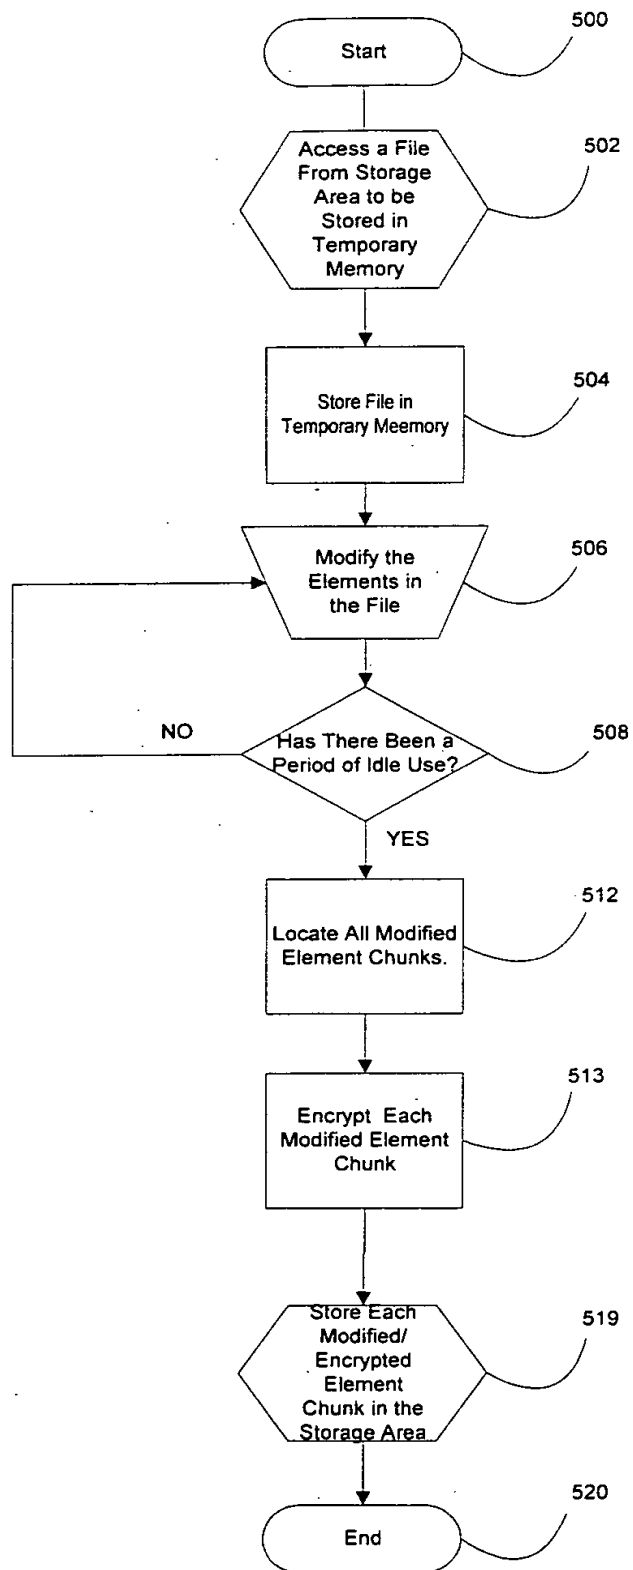 500
Start
502
Access a File
From Storage
Area to be
Stored in
Temporary
Memory
504
Store File in
Temporary Meemory
506
Modify the
Elements in
the File
NO
508
Has There Been a
Period of Idle Use?
YES
512
Locate All Modified
Element Chunks.
513
Encrypt Each
Modified Element
Chunk
519
Store Each
Modified/
Encrypted
Element
Chunk in the
Storage Area
520
End